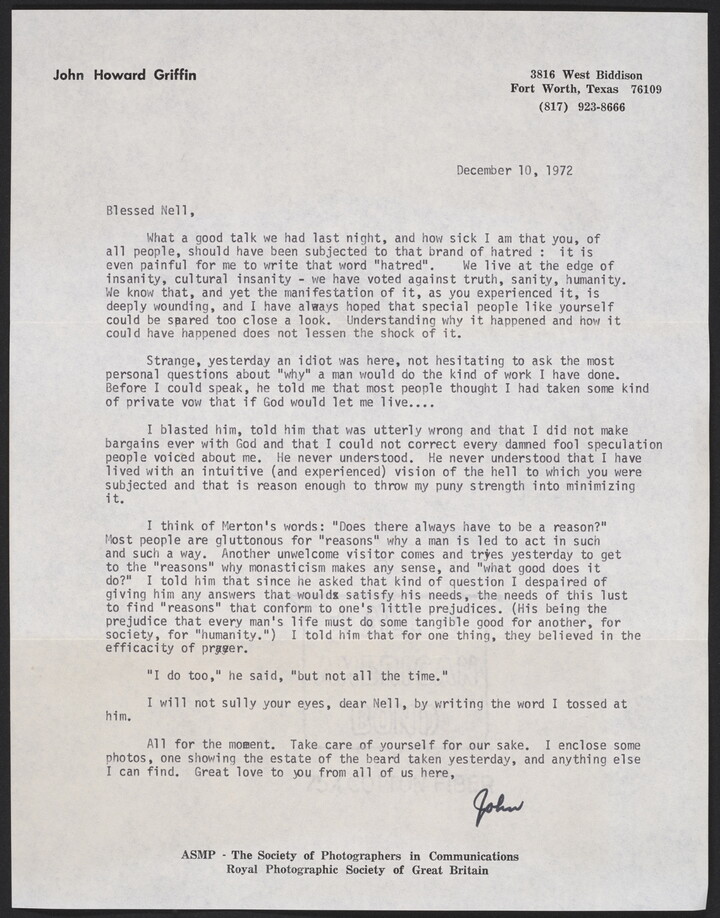 John Howard Griffin
3816 West Biddison
Fort Worth, Texas 76109
(817) 923-8666
December 10, 1972
Blessed Nell,
What a good talk we had last night, and how sick I am that you, of
all people, should have been subjected to that brand of hatred : it is
even painful for me to write that word "hatred". We live at the edge of
insanity, cultural insanity - we have voted against truth, sanity, humanity.
We know that, and yet the manifestation of it, as you experienced it, is
deeply wounding, and I have always hoped that special people like yourself
could be spared too close a look. Understanding why it happened and how it
could have happened does not lessen the shock of it.
Strange, yesterday an idiot was here, not hesitating to ask the most
personal questions about "why" a man would do the kind of work I have done.
Before I could speak, he told me that most people thought I had taken some kind
of private vow that if God would let me live....
I blasted him, told him that was utterly wrong and that I did not make
bargains ever with God and that I could not correct every damned fool speculation
people voiced about me. He never understood. He never understood that I have
lived with an intuitive (and experienced) vision of the hell to which you were
subjected and that is reason enough to throw my puny strength into minimizing
it.
I think of Merton's words: "Does there always have to be a reason?"
Most people are gluttonous for "reasons" why a man is led to act in such
and such a way. Another unwelcome visitor comes and tries yesterday to get
to the "reasons" why monasticism makes any sense, and "what good does it
do?" I told him that since he asked that kind of question I despaired of
giving him any answers that would satisfy his needs, the needs of this lust
to find "reasons" that conform to one's little prejudices. (His being the
prejudice that every man's life must do some tangible good for another, for
society, for "humanity.") I told him that for one thing, they believed in the
efficacy of prayer.
"I do too," he said, "but not all the time."
I will not sully your eyes, dear Nell, by writing the word I tossed at
him.
All for the moment. Take care of yourself for our sake. I enclose some
photos, one showing the estate of the beard taken yesterday, and anything else
I can find. Great love to you from all of us here,
John
ASMP - The Society of Photographers in Communications
Royal Photographic Society of Great Britain